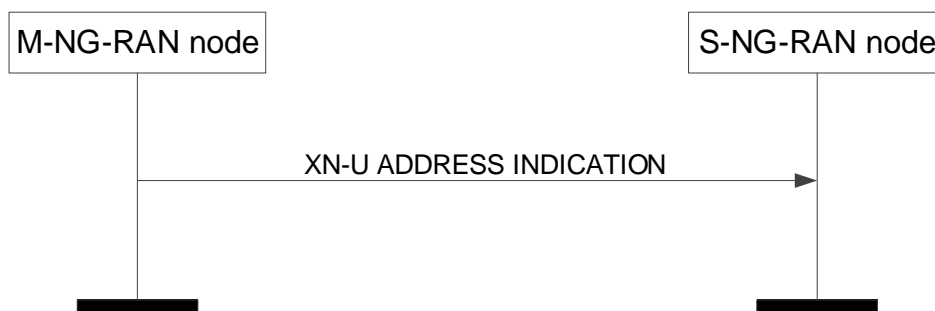 M-NG-RAN node
S-NG-RAN node
XN-U ADDRESS INDICATION